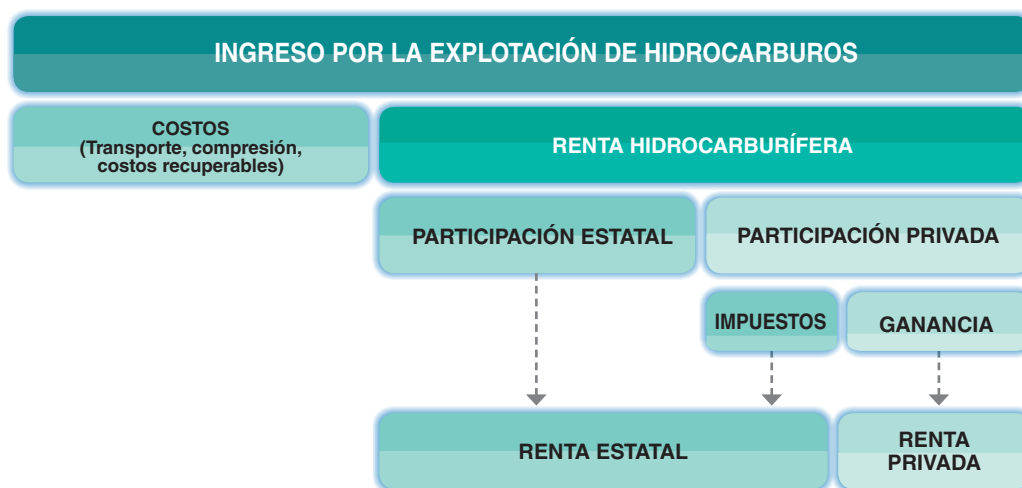 INGRESO POR LA EXPLOTACIÓN DE HIDROCARBUROS
COSTOS
(Transporte, compresión,
costos recuperables)
RENTA HIDROCARBURÍFERA
PARTICIPACIÓN ESTATAL
PARTICIPACIÓN PRIVADA
IMPUESTOS
GANANCIA
RENTA ESTATAL
RENTA
PRIVADA